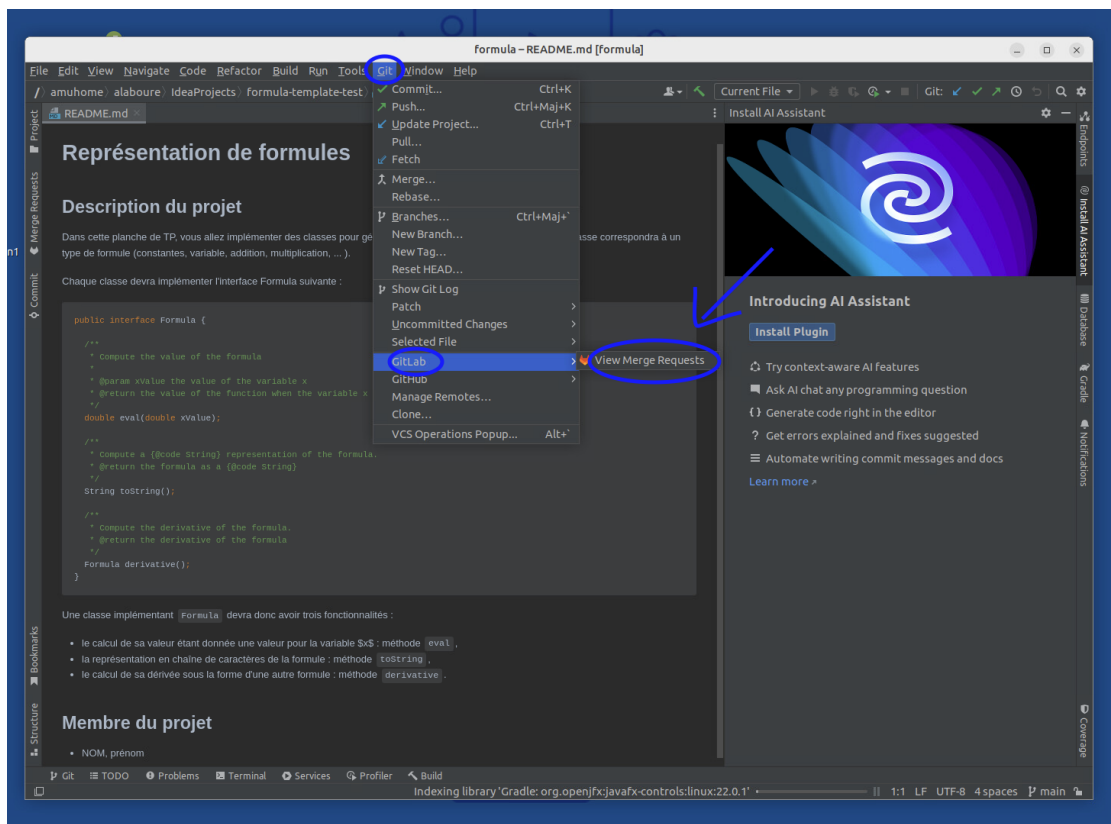 formula – README.md [formula]
File Edit View Navigate Code Refactor Build Run Tools Git Window Help
amuhome alaboure IdeaProjects formula-template-test
Current File
Git:
README.md
Install AI Assistant
Project
Merge Requests
n1
Commit
Bookmarks
Structure
Représentation de formules
Description du projet
Dans cette planche de TP, vous allez implémenter des classes pour
asse correspondra à un
type de formule (constantes, variable, addition, multiplication, ... ).
Chaque classe devra implémenter l'interface Formula suivante :
public interface Formula {
/**
* Compute the value of the formula
*
* @param xValue the value of the variable x
* @return the value of the function when the variable x
*/
double eval(double xValue);
/**
* Compute a {@code String} representation of the formula.
* @return the formula as a {@code String}
*/
String toString();
/**
* Compute the derivative of the formula.
* @return the derivative of the formula
*/
Formula derivative();
}
Une classe implémentant Formula devra donc avoir trois fonctionnalités :
• le calcul de sa valeur étant donnée une valeur pour la variable $x$ : méthode eval ,
• la représentation en chaîne de caractères de la formule : méthode toString ,
• le calcul de sa dérivée sous la forme d'une autre formule : méthode derivative .
Membre du projet
• NOM, prénom
Commit... Ctrl+K
Push... Ctrl+Maj+K
Update Project... Ctrl+T
Pull...
Fetch
Merge...
Rebase...
Branches... Ctrl+Maj+`
New Branch...
New Tag...
Reset HEAD...
Show Git Log
Patch
Uncommitted Changes
Selected File
GitLab
View Merge Requests
GitHub
Manage Remotes...
Clone...
VCS Operations Popup... Alt+`
Introducing AI Assistant
Install Plugin
Try context-aware AI features
Ask AI chat any programming question
Generate code right in the editor
Get errors explained and fixes suggested
Automate writing commit messages and docs
Learn more
Endpoints
Install AI Assistant
Database
Gradle
Notifications
Coverage
Git TODO Problems Terminal Services Profiler Build
Indexing library 'Gradle: org.openjfx:javafx-controls:linux:22.0.1' 1:1 LF UTF-8 4 spaces main